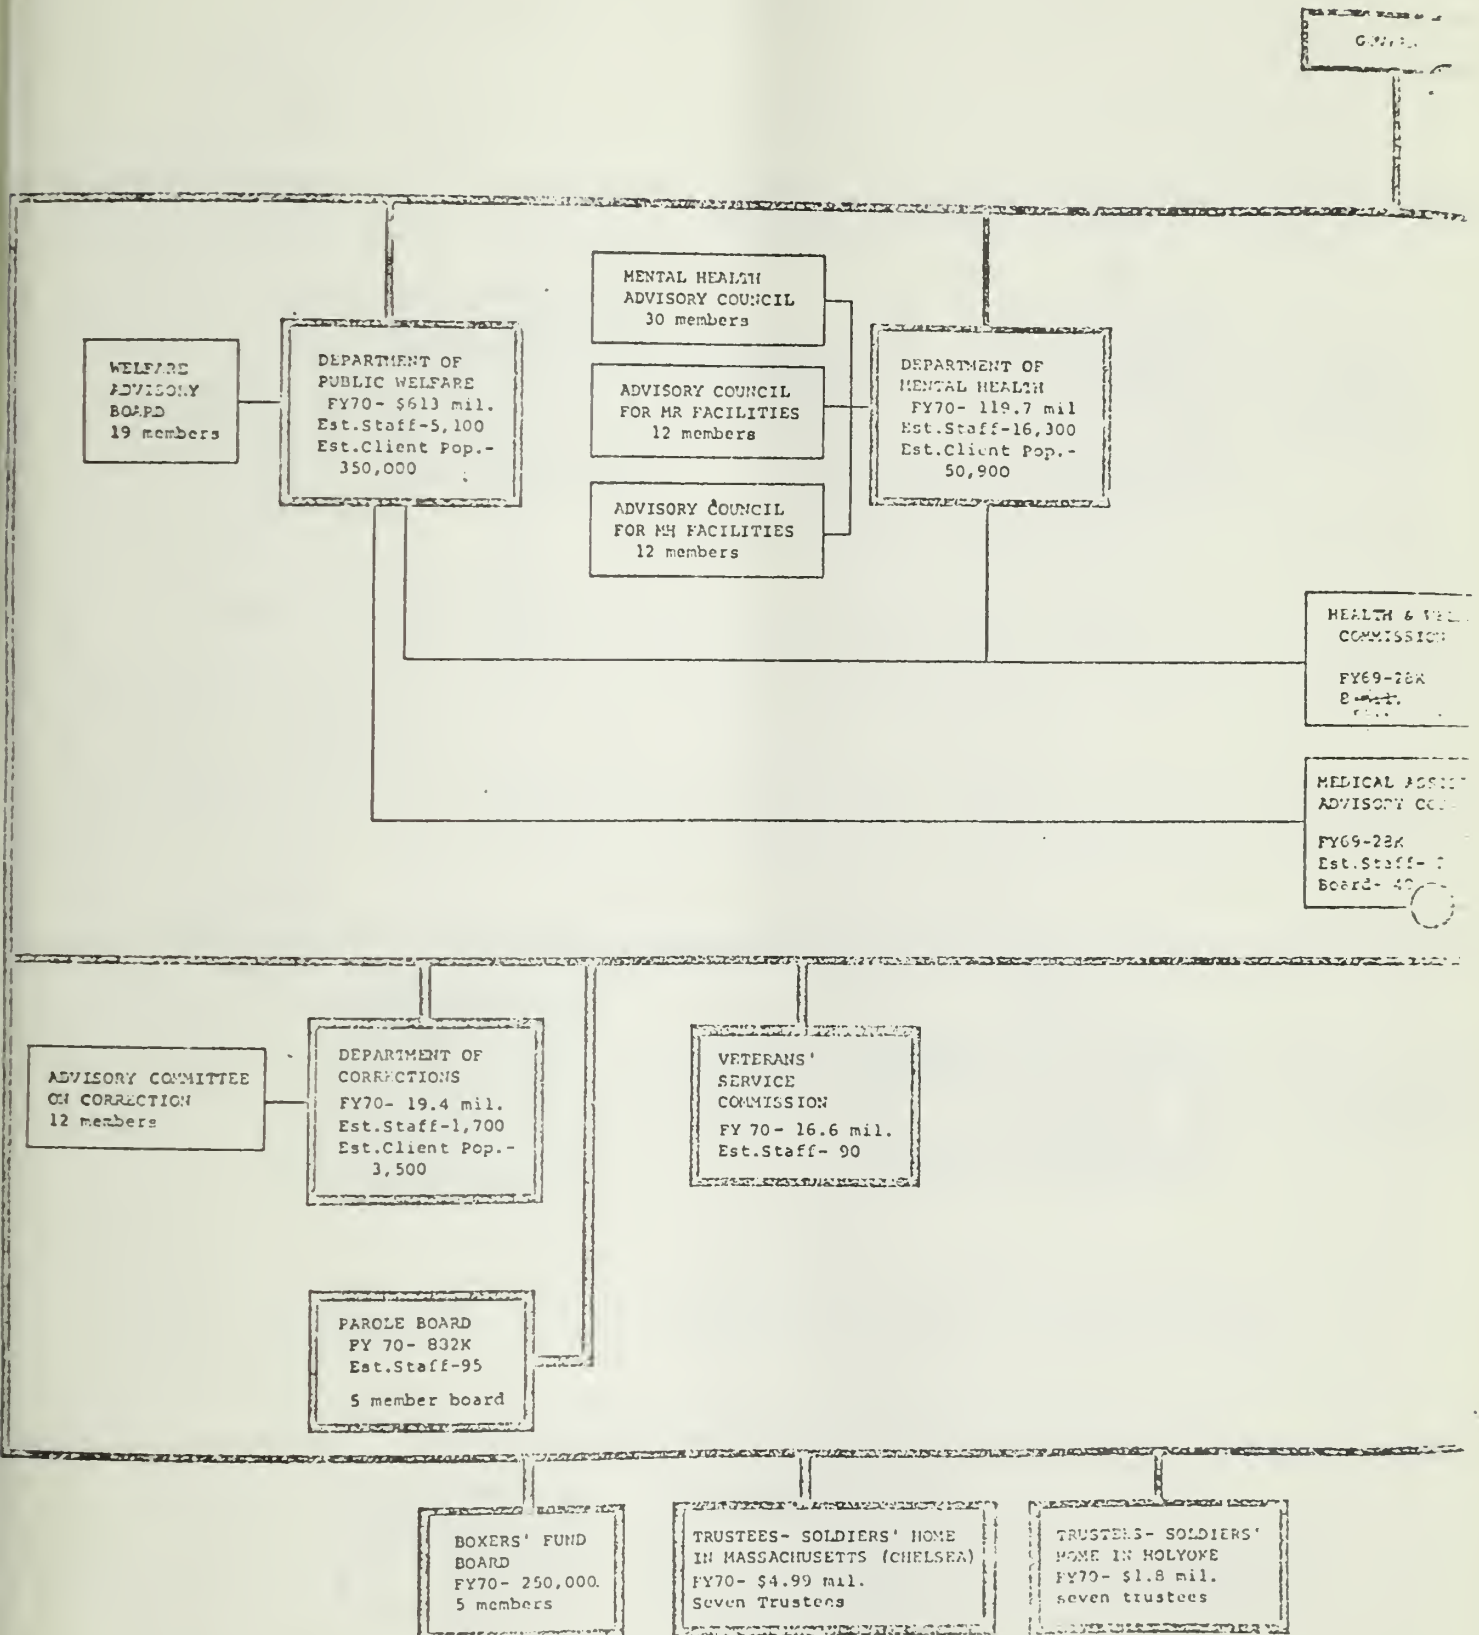 MENTAL HEALTH
ADVISORY COUNCIL
30 members
WELFARE
ADVISORY
BOARD
19 members
DEPARTMENT OF
PUBLIC WELFARE
FY70- $613 mil.
Est.Staff-5,100
Est.Client Pop.-
350,000
ADVISORY COUNCIL
FOR MR FACILITIES
12 members
DEPARTMENT OF
MENTAL HEALTH
FY70- 119.7 mil
Est.Staff-16,300
Est.Client Pop.-
50,900
ADVISORY COUNCIL
FOR MH FACILITIES
12 members
HEALTH &
COMMISSION
FY69-28K
8
MEDICAL
ADVISORY
FY69-28K
Est.Staff-
Board-
ADVISORY COMMITTEE
ON CORRECTION
12 members
DEPARTMENT OF
CORRECTIONS
FY70- 19.4 mil.
Est.Staff-1,700
Est.Client Pop.-
3,500
VETERANS'
SERVICE
COMMISSION
FY 70- 16.6 mil.
Est.Staff- 90
PAROLE BOARD
FY 70- 832K
Est.Staff-95
5 member board
BOXERS' FUND
BOARD
FY70- 250,000.
5 members
TRUSTEES- SOLDIERS' HOME
IN MASSACHUSETTS (CHELSEA)
FY70- $4.99 mil.
Seven Trustees
TRUSTEES- SOLDIERS'
HOME IN HOLYOKE
FY70- $1.8 mil.
seven trustees